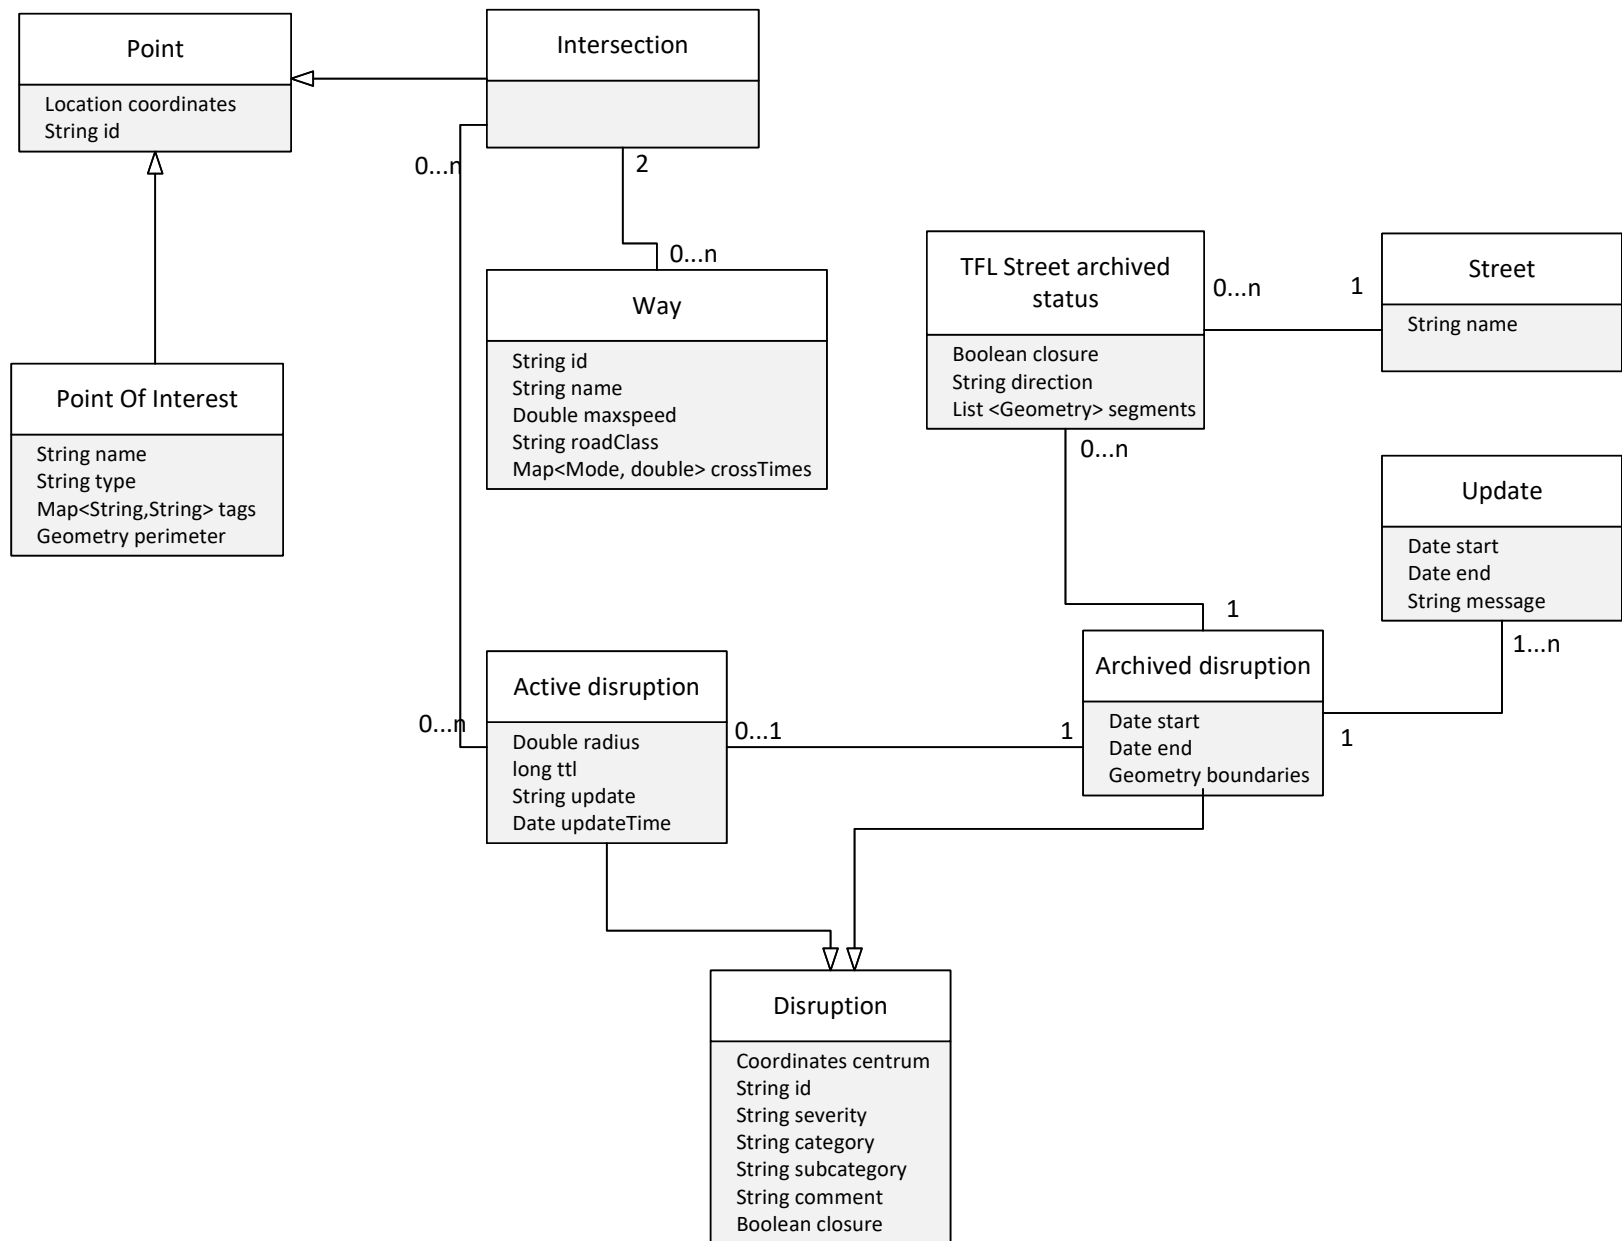 Point
Location coordinates
String id
Intersection
0...n
2
0...n
Way
String id
String name
Double maxspeed
String roadClass
Map<Mode, double> crossTimes
Point Of Interest
String name
String type
Map<String,String> tags
Geometry perimeter
TFL Street archived
status
Boolean closure
String direction
List <Geometry> segments
0...n
1
Street
String name
0...n
Update
Date start
Date end
String message
1...n
1
Archived disruption
Date start
Date end
Geometry boundaries
1
1
Active disruption
Double radius
long ttl
String update
Date updateTime
0...n
0...1
Disruption
Coordinates centrum
String id
String severity
String category
String subcategory
String comment
Boolean closure